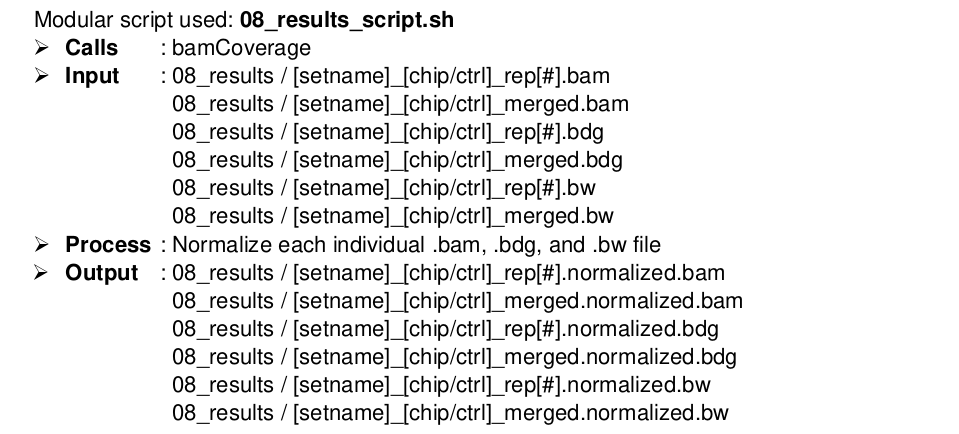 Modular script used: 08_results_script.sh
➢ Calls : bamCoverage
➢ Input : 08_results / [setname]_[chip/ctrl]_rep[#].bam
08_results / [setname]_[chip/ctrl]_merged.bam
08_results / [setname]_[chip/ctrl]_rep[#].bdg
08_results / [setname]_[chip/ctrl]_merged.bdg
08_results / [setname]_[chip/ctrl]_rep[#].bw
08_results / [setname]_[chip/ctrl]_merged.bw
➢ Process : Normalize each individual .bam, .bdg, and .bw file
➢ Output : 08_results / [setname]_[chip/ctrl]_rep[#].normalized.bam
08_results / [setname]_[chip/ctrl]_merged.normalized.bam
08_results / [setname]_[chip/ctrl]_rep[#].normalized.bdg
08_results / [setname]_[chip/ctrl]_merged.normalized.bdg
08_results / [setname]_[chip/ctrl]_rep[#].normalized.bw
08_results / [setname]_[chip/ctrl]_merged.normalized.bw